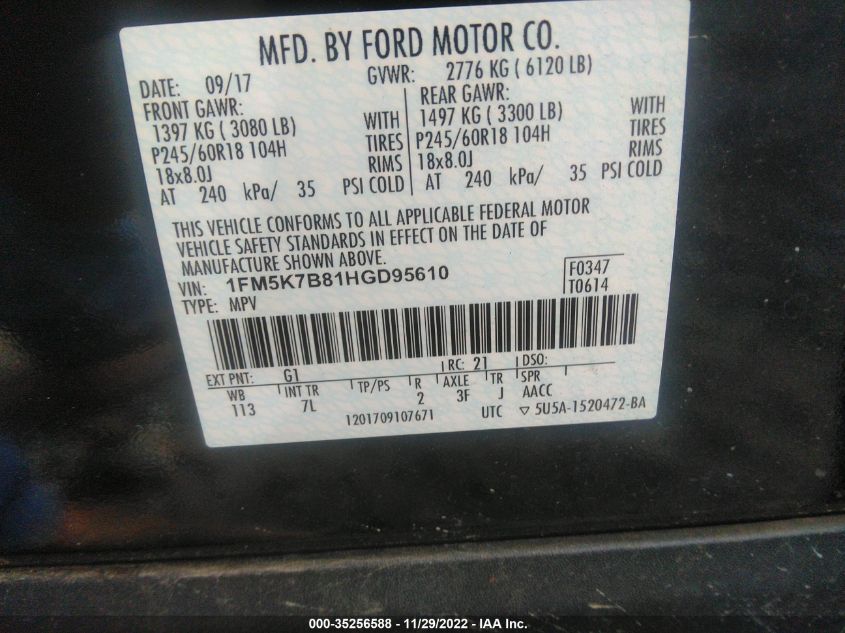 MFD. BY FORD MOTOR CO.
DATE: 09/17 GVWR: 2776 KG ( 6120 LB)
FRONT GAWR: REAR GAWR:
1397 KG ( 3080 LB) WITH 1497 KG ( 3300 LB) WITH
P245/60R18 104H TIRES P245/60R18 104H TIRES
18x8.0J RIMS 18x8.0J RIMS
AT 240 kPa/ 35 PSI COLD AT 240 kPa/ 35 PSI COLD
THIS VEHICLE CONFORMS TO ALL APPLICABLE FEDERAL MOTOR
VEHICLE SAFETY STANDARDS IN EFFECT ON THE DATE OF
MANUFACTURE SHOWN ABOVE.
VIN: 1FM5K7B81HGD95610 F0347
TYPE: MPV T0614
EXT PNT: G1 RC: 21 DSO:
WB INT TR TP/PS R AXLE TR SPR
113 7L 2 3F J AACC
1201709107671 UTC ▽ 5U5A-1520472-BA
000-35256588 - 11/29/2022 - IAA Inc.